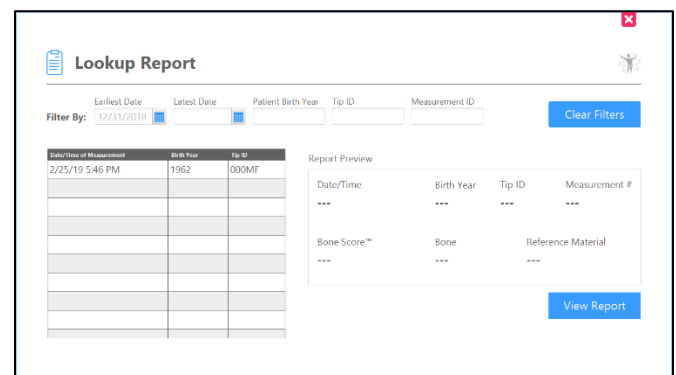 Lookup Report
Earliest Date Latest Date Patient Birth Year Tip ID Measurement ID
Filter By: 12/31/2018 Clear Filters
Date/Time of Measurement Birth Year Tip ID
2/25/19 5:46 PM 1962 000MF
Report Preview
Date/Time Birth Year Tip ID Measurement #
--- --- --- ---
Bone Score™ Bone Reference Material
--- --- ---
View Report